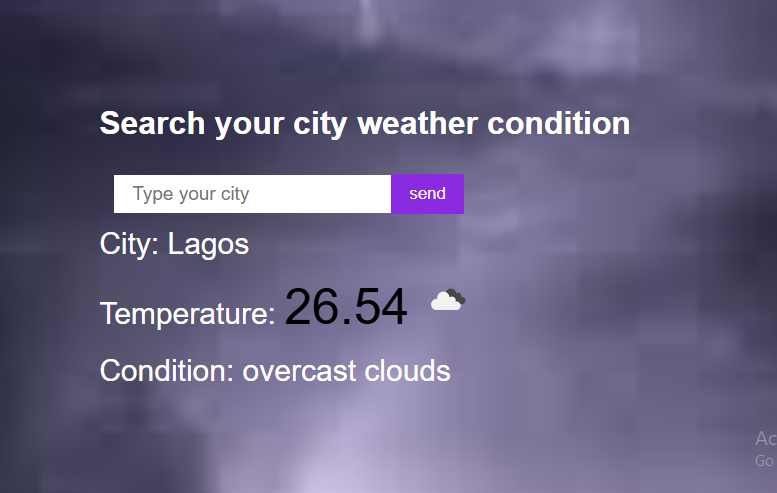 Search your city weather condition
Type your city
send
City: Lagos
Temperature: 26.54
Condition: overcast clouds
Ac
Go